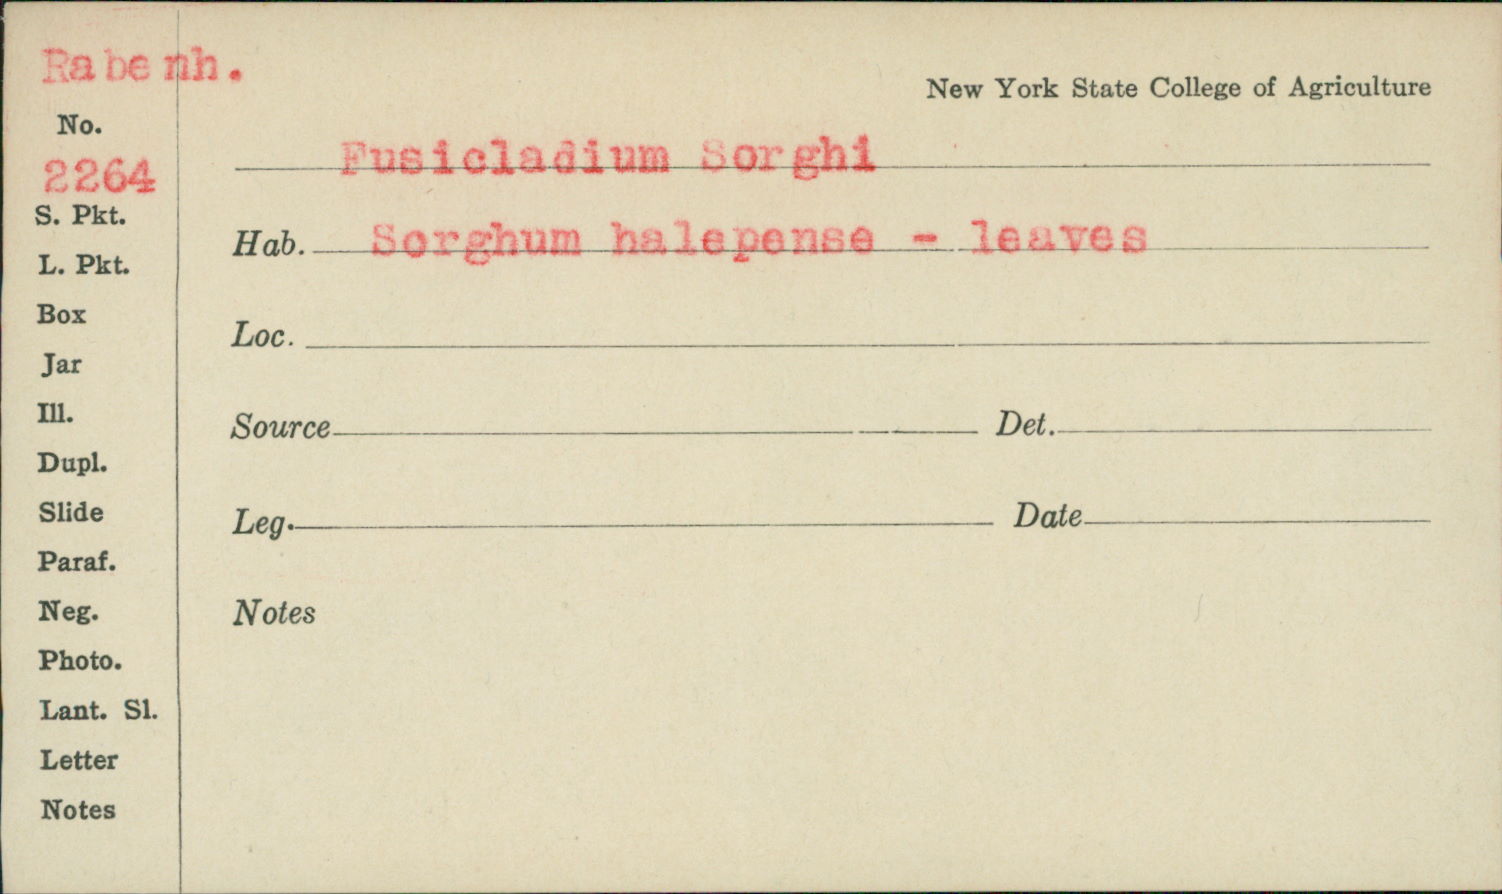 Rabenh.
New York State College of Agriculture
No.
2264
Fusicladium Sorghi
S. Pkt.
Hab. Sorghum halepense - leaves
L. Pkt.
Box
Loc.
Jar
Ill.
Source Det.
Dupl.
Slide
Leg. Date
Paraf.
Neg.
Notes
Photo.
Lant. Sl.
Letter
Notes